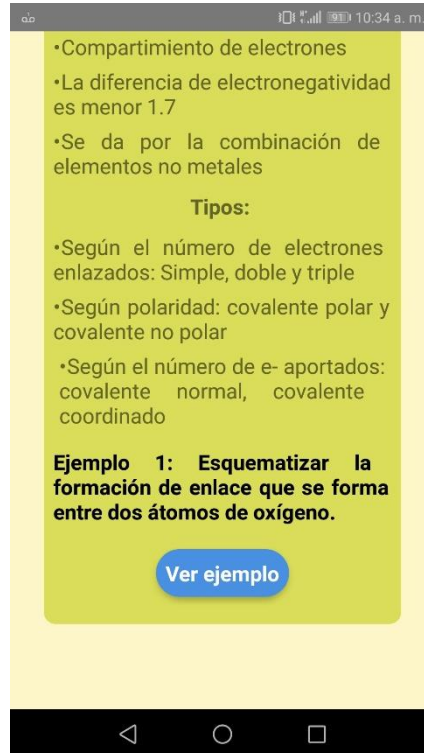 91 10:34 a. m.
•Compartimiento de electrones
•La diferencia de electronegatividad
es menor 1.7
•Se da por la combinación de
elementos no metales
Tipos:
•Según el número de electrones
enlazados: Simple, doble y triple
•Según polaridad: covalente polar y
covalente no polar
•Según el número de e- aportados:
covalente normal, covalente
coordinado
Ejemplo 1: Esquematizar la
formación de enlace que se forma
entre dos átomos de oxígeno.
Ver ejemplo